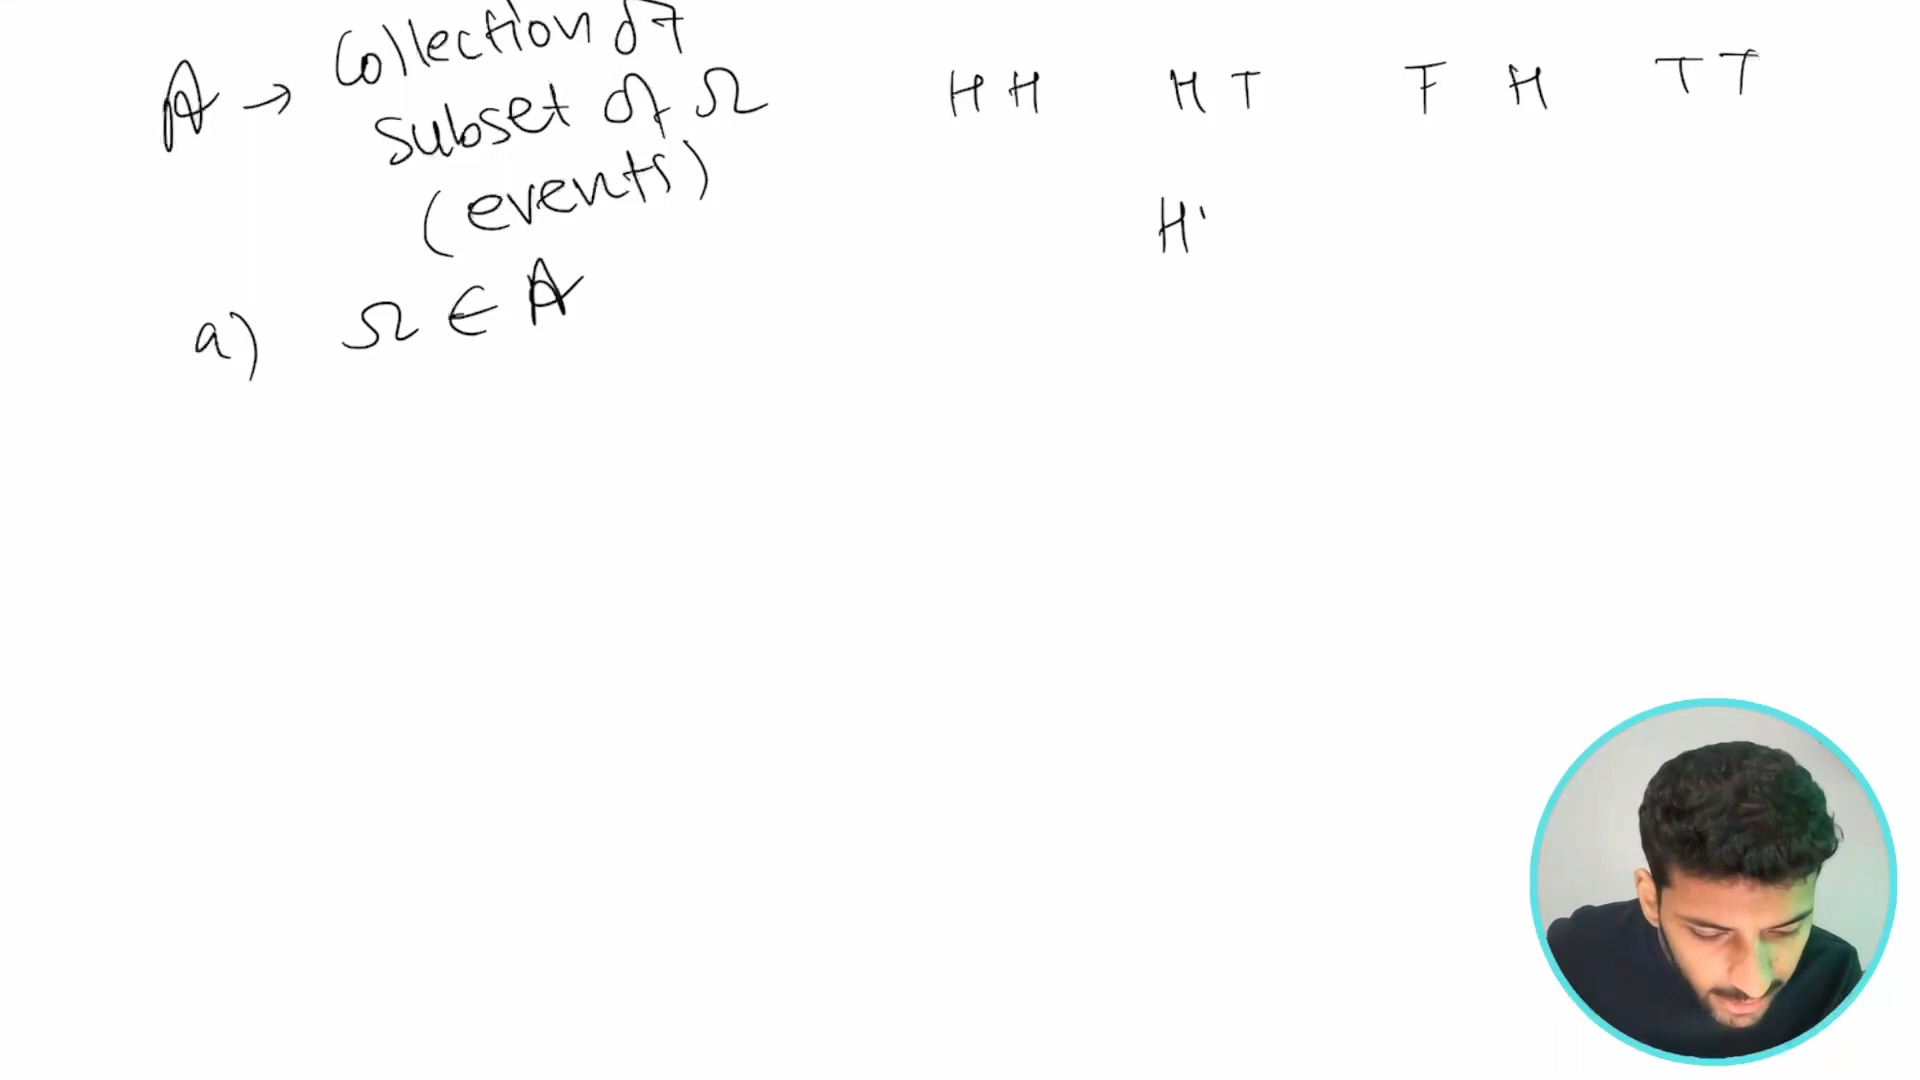 A → Collection of
subset of Ω
(events)
a) Ω ∈ A
HH HT TH TT
H'